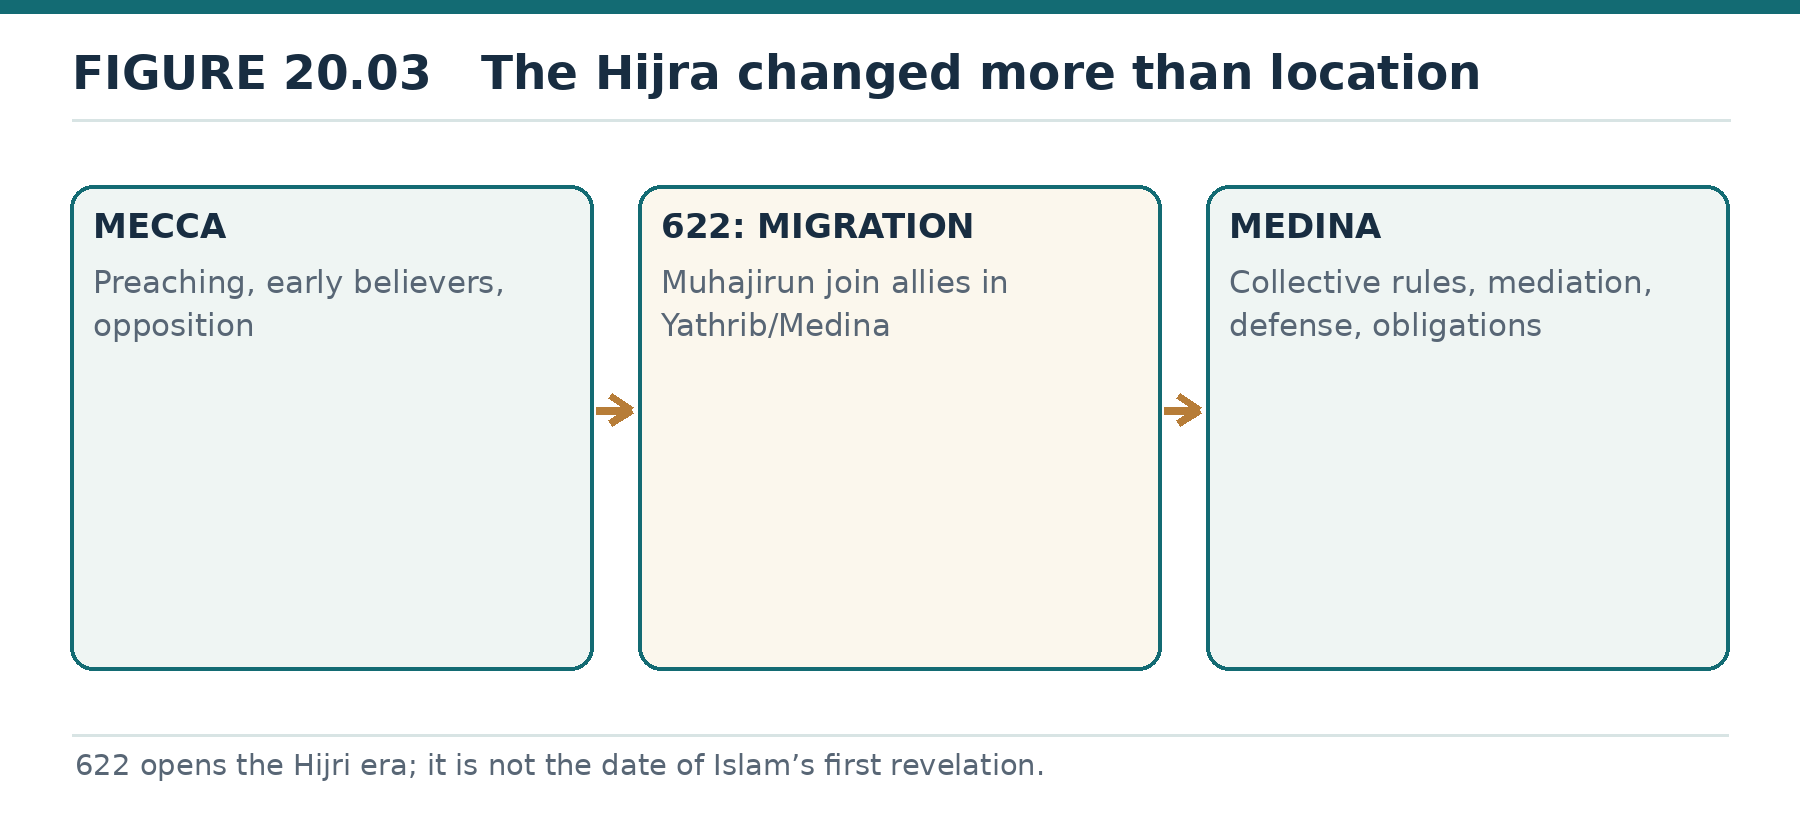 FIGURE 20.03 The Hijra changed more than location
MECCA
Preaching, early believers,
opposition
622: MIGRATION
Muhajirun join allies in
Yathrib/Medina
MEDINA
Collective rules, mediation,
defense, obligations
622 opens the Hijri era; it is not the date of Islam’s first revelation.